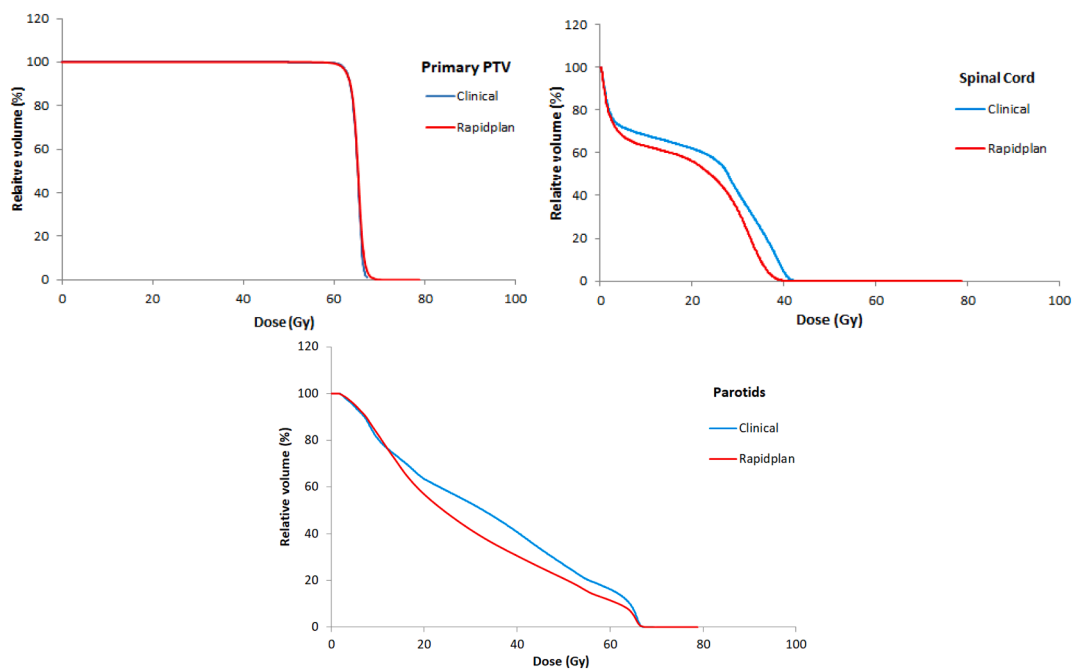 120
100
80
60
40
20
0
Relaitve volume (%)
Primary PTV
Clinical
Rapidplan
0 20 40 60 80 100
Dose (Gy)
120
100
80
60
40
20
0
Relaitve volume (%)
Spinal Cord
Clinical
Rapidplan
0 20 40 60 80 100
Dose (Gy)
120
100
80
60
40
20
0
Relative volume (%)
Parotids
Clinical
Rapidplan
0 20 40 60 80 100
Dose (Gy)